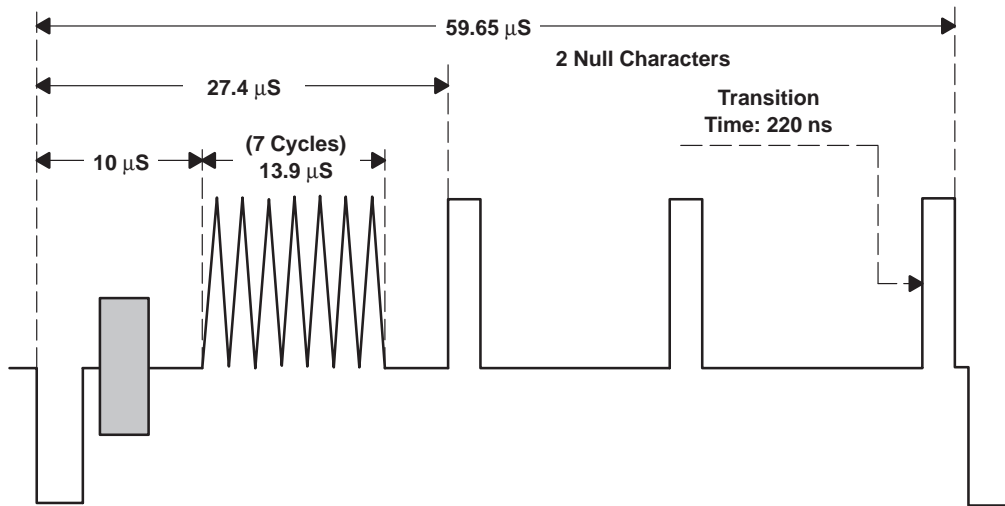 59.65 μS
2 Null Characters
27.4 μS
Transition
Time: 220 ns
(7 Cycles)
10 μS
13.9 μS